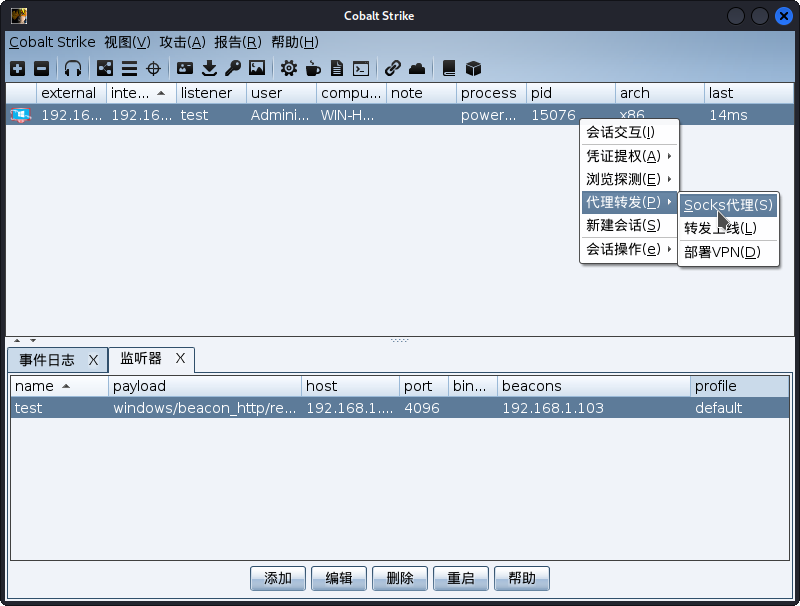 Cobalt Strike
Cobalt Strike 视图(V) 攻击(A) 报告(R) 帮助(H)
external inte... listener user compu... note process pid arch last
192.16... 192.16... test Admini... WIN-H... power... 15076 x86 14ms
会话交互(I)
凭证提权(A)
浏览探测(E)
代理转发(P)
新建会话(S)
会话操作(e)
Socks代理(S)
转发上线(L)
部署VPN(D)
事件日志 X 监听器 X
name payload host port bin... beacons profile
test windows/beacon_http/re... 192.168.1.... 4096 192.168.1.103 default
添加 编辑 删除 重启 帮助